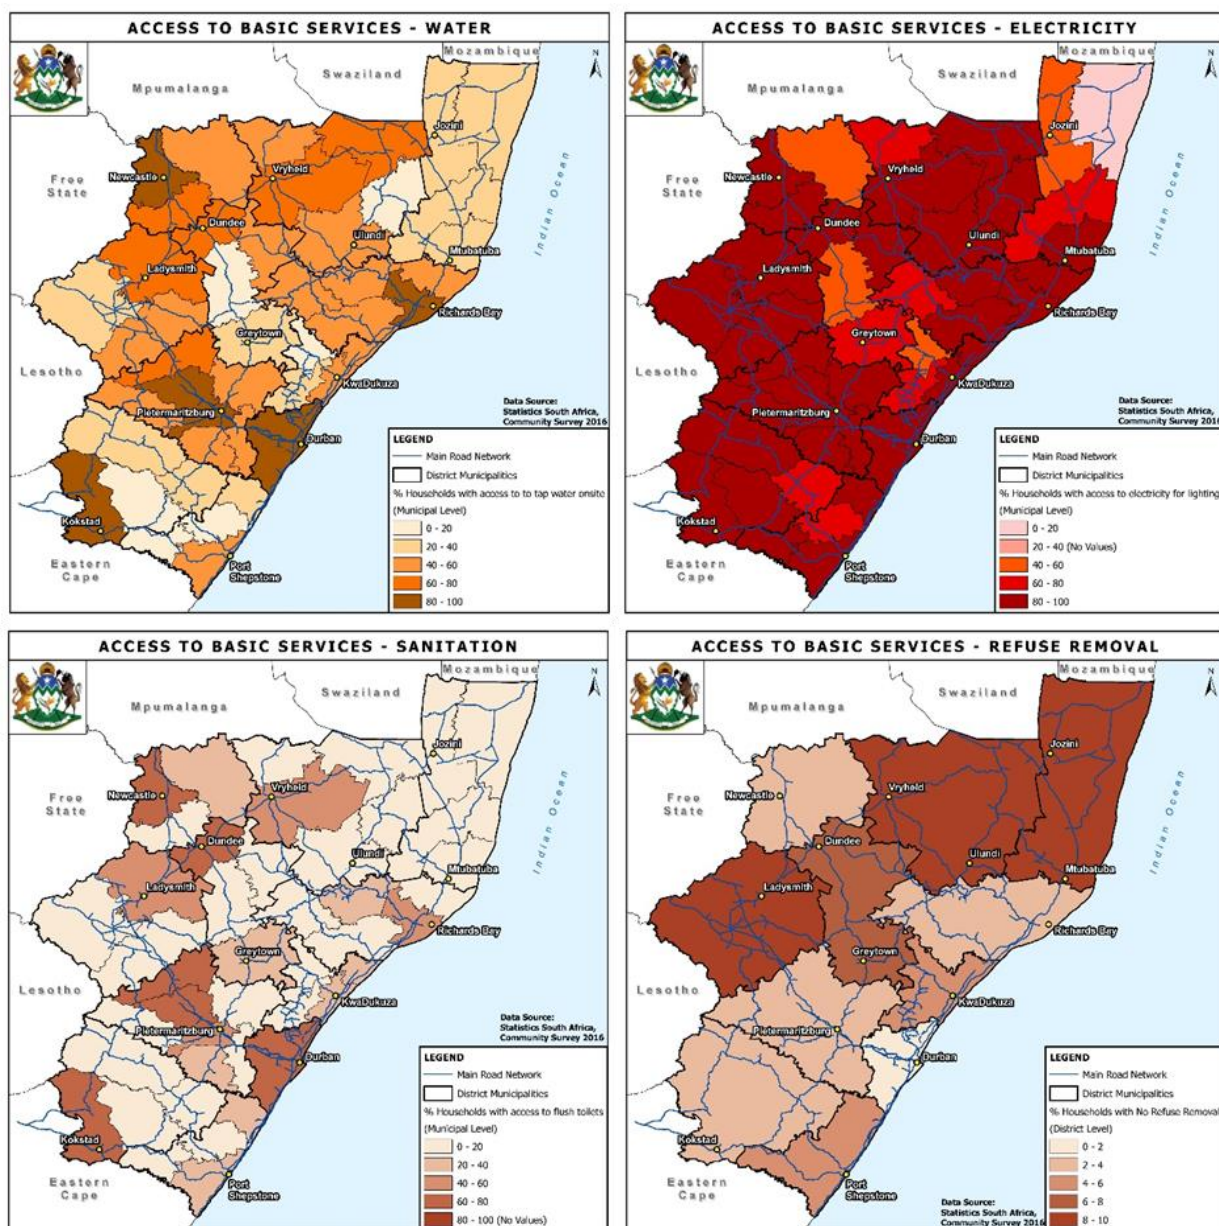 ACCESS TO BASIC SERVICES - WATER
Mozambique
N
Swaziland
Mpumalanga
Jozini
Free
State
Newcastle
Vryheid
Dundee
Ulundi
Mtubatuba
Ladysmith
Indian Ocean
Richards Bay
Greytown
Lesotho
KwaDukuza
Pietermaritzburg
Data Source:
Statistics South Africa,
Community Survey 2016
Durban
Kokstad
Eastern
Cape
Port
Shepstone
LEGEND
Main Road Network
District Municipalities
% Households with access to to tap water onsite
(Municipal Level)
0 - 20
20 - 40
40 - 60
60 - 80
80 - 100
ACCESS TO BASIC SERVICES - ELECTRICITY
Mozambique
N
Swaziland
Mpumalanga
Jozini
Free
State
Newcastle
Vryheid
Dundee
Ulundi
Mtubatuba
Ladysmith
Indian Ocean
Richards Bay
Greytown
Lesotho
KwaDukuza
Pietermaritzburg
Data Source:
Statistics South Africa,
Community Survey 2016
Durban
Kokstad
Eastern
Cape
Port
Shepstone
LEGEND
Main Road Network
District Municipalities
% Households with access to electricity for lighting
(Municipal Level)
0 - 20
20 - 40 (No Values)
40 - 60
60 - 80
80 - 100
ACCESS TO BASIC SERVICES - SANITATION
Mozambique
N
Swaziland
Mpumalanga
Jozini
Free
State
Newcastle
Vryheid
Dundee
Ulundi
Mtubatuba
Ladysmith
Indian Ocean
Richards Bay
Greytown
Lesotho
KwaDukuza
Pietermaritzburg
Data Source:
Statistics South Africa,
Community Survey 2016
Durban
Kokstad
Eastern
Cape
Port
Shepstone
LEGEND
Main Road Network
District Municipalities
% Households with access to flush toilets
(Municipal Level)
0 - 20
20 - 40
40 - 60
60 - 80
80 - 100 (No Values)
ACCESS TO BASIC SERVICES - REFUSE REMOVAL
Mozambique
N
Swaziland
Mpumalanga
Jozini
Free
State
Newcastle
Vryheid
Dundee
Ulundi
Mtubatuba
Ladysmith
Indian Ocean
Richards Bay
Greytown
Lesotho
KwaDukuza
Pietermaritzburg
Durban
Kokstad
Eastern
Cape
Port
Shepstone
Data Source:
Statistics South Africa,
Community Survey 2016
LEGEND
Main Road Network
District Municipalities
% Households with No Refuse Removal
(District Level)
0 - 2
2 - 4
4 - 6
6 - 8
8 - 10